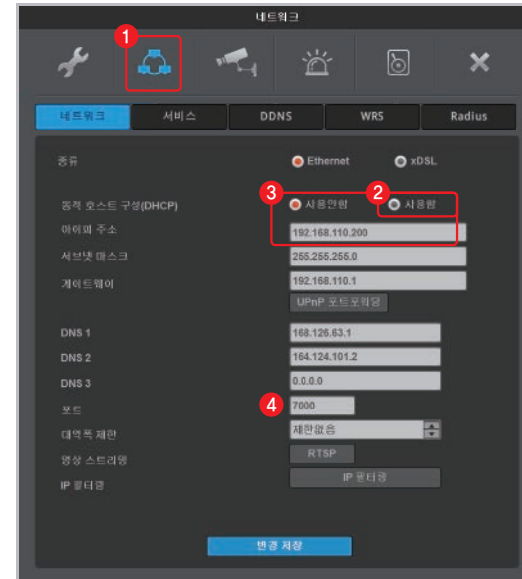 네트워크
1
네트워크 서비스 DDNS WRS Radius
종류 Ethernet xDSL
3 2
동적 호스트 구성(DHCP) 사용안함 사용함
아이피 주소 192.168.110.200
서브넷 마스크 255.255.255.0
게이트웨이 192.168.110.1
UPnP 포트포워딩
DNS 1 168.126.63.1
DNS 2 164.124.101.2
DNS 3 0.0.0.0
4
포트 7000
대역폭 제한 제한없음
영상 스트리밍 RTSP
IP 필터링 IP 필터링
변경 저장